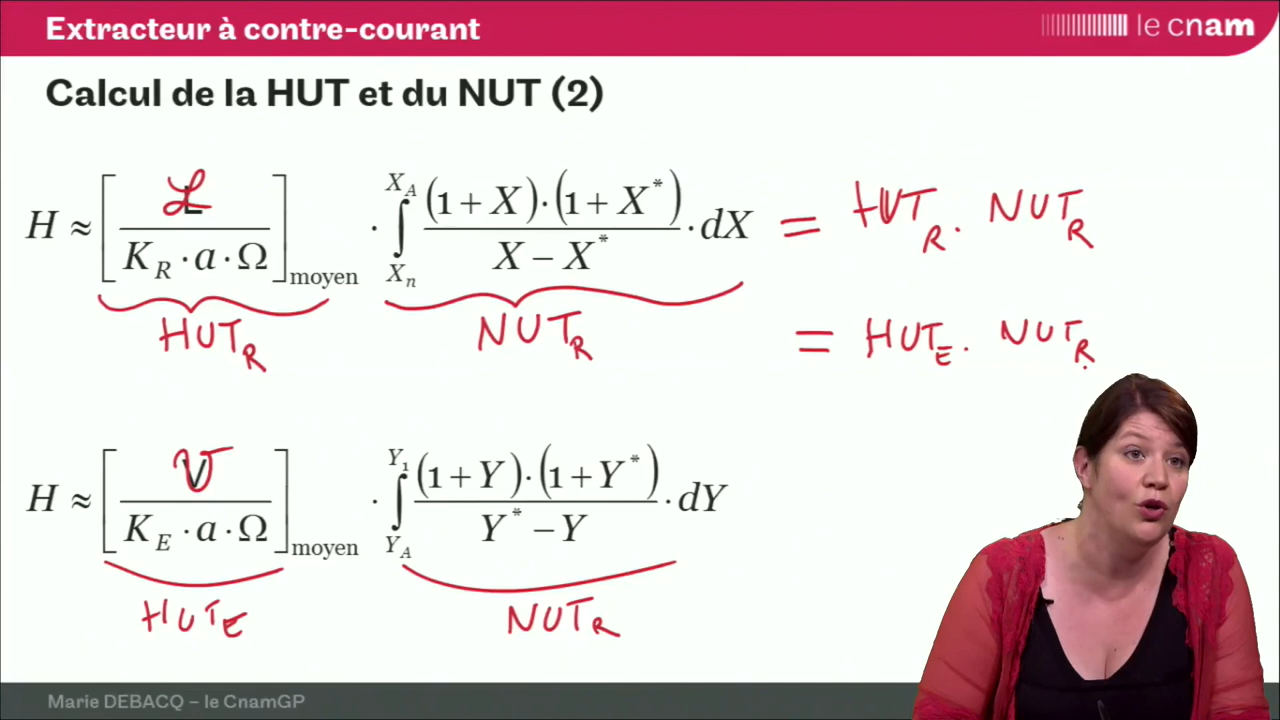 Extracteur à contre-courant
le cnam
Calcul de la HUT et du NUT (2)
H ≈ [ℒ / (K_R · a · Ω)]_moyen · ∫_{X_n}^{X_A} (1 + X)·(1 + X*) / (X − X*) · dX = HUT_R . NUT_R
HUT_R NUT_R
= HUT_E . NUT_R
H ≈ [𝒱 / (K_E · a · Ω)]_moyen · ∫_{Y_A}^{Y_1} (1 + Y)·(1 + Y*) / (Y* − Y) · dY
HUT_E NUT_R
Marie DEBACQ – le CnamGP